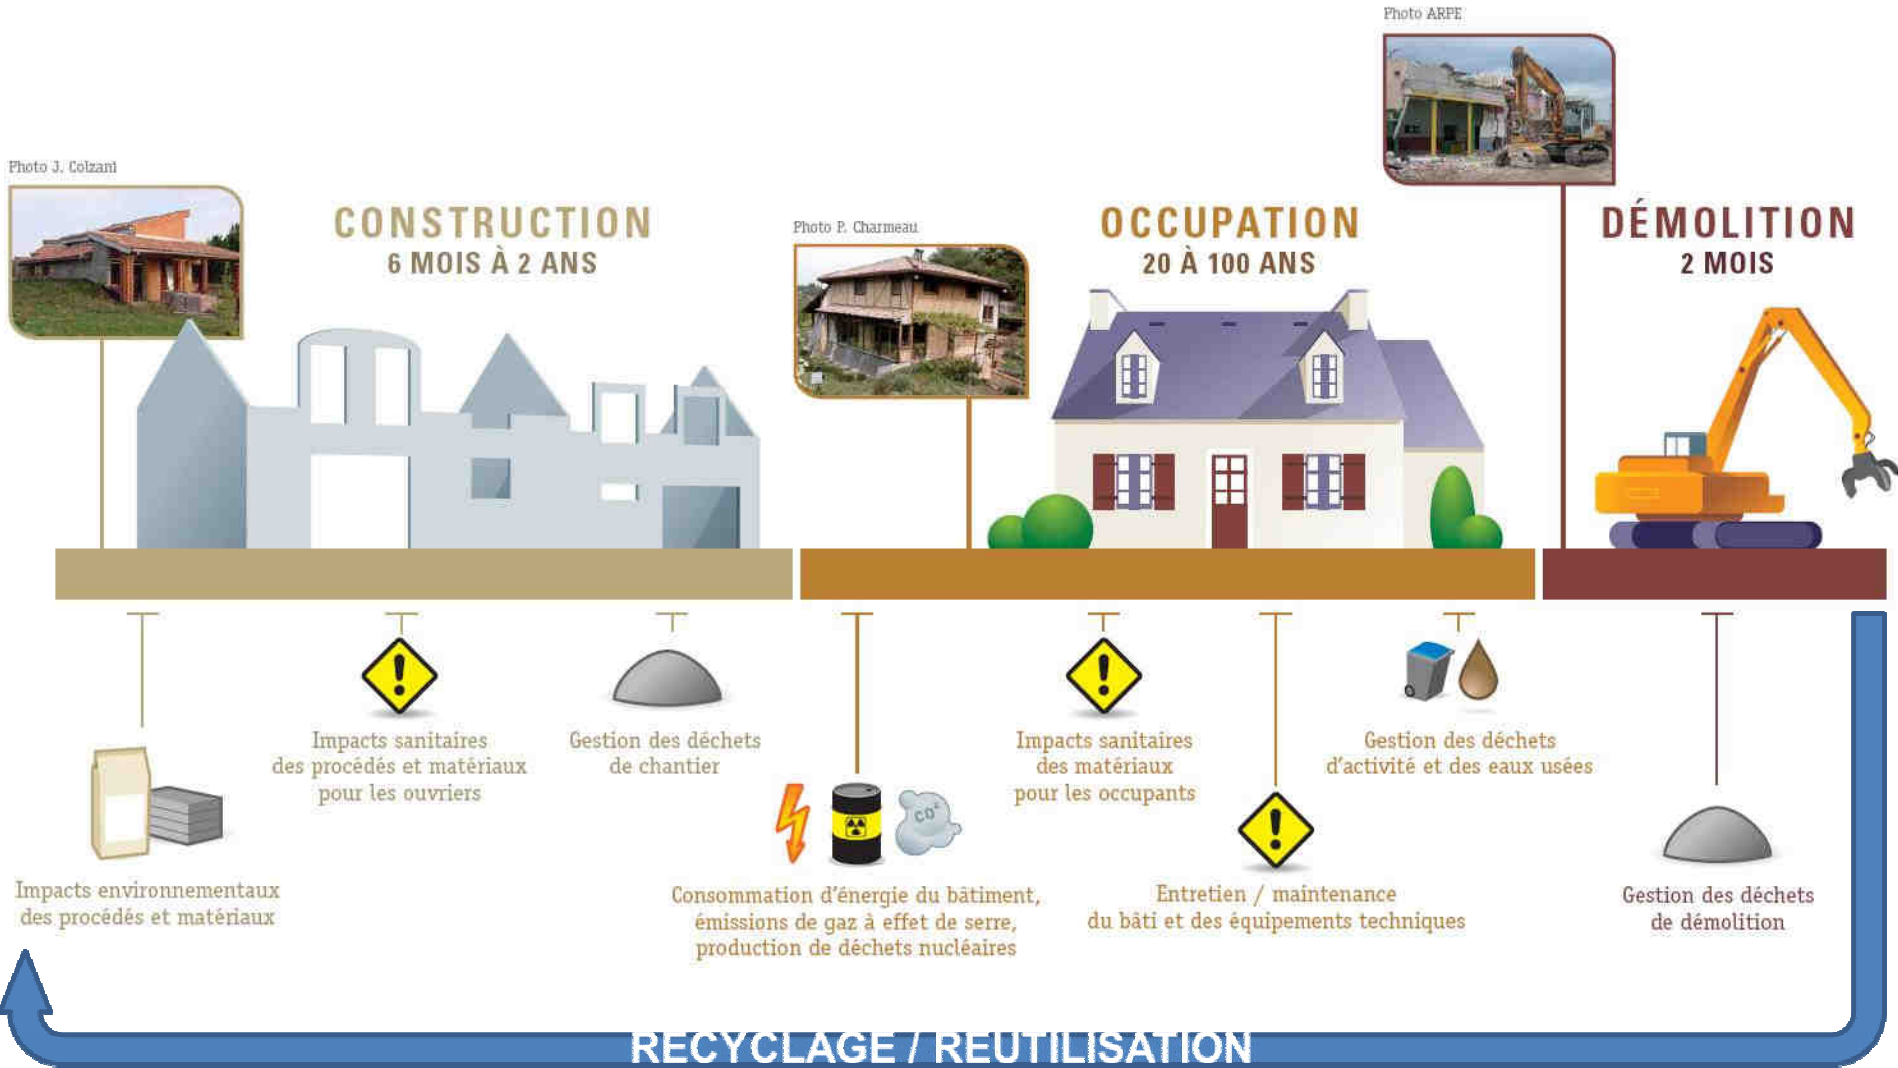 Photo ARPE
Photo J. Colzani
CONSTRUCTION
6 MOIS À 2 ANS
Photo P. Charmeau
OCCUPATION
20 À 100 ANS
DÉMOLITION
2 MOIS
Impacts environnementaux
des procédés et matériaux
Impacts sanitaires
des procédés et matériaux
pour les ouvriers
Gestion des déchets
de chantier
CO²
Consommation d'énergie du bâtiment,
émissions de gaz à effet de serre,
production de déchets nucléaires
Impacts sanitaires
des matériaux
pour les occupants
Entretien / maintenance
du bâti et des équipements techniques
Gestion des déchets
d'activité et des eaux usées
Gestion des déchets
de démolition
RECYCLAGE / REUTILISATION